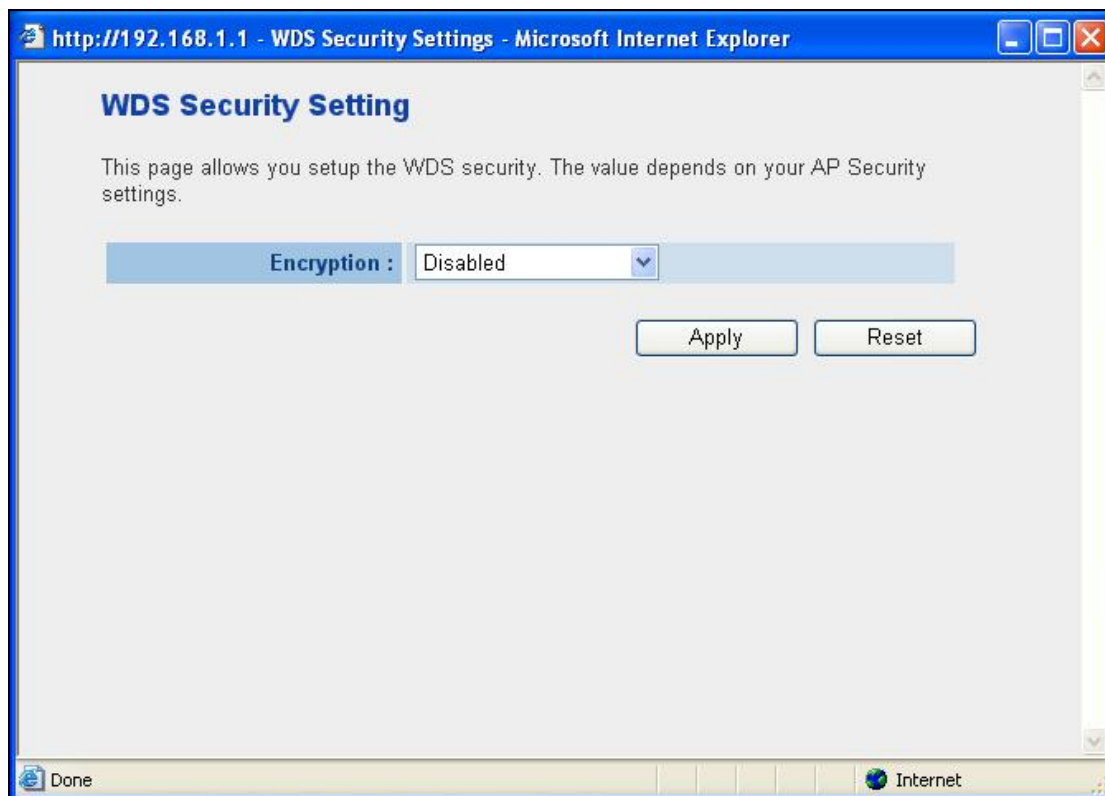 http://192.168.1.1 - WDS Security Settings - Microsoft Internet Explorer
WDS Security Setting
This page allows you setup the WDS security. The value depends on your AP Security
settings.
Encryption : Disabled
Apply Reset
Done Internet